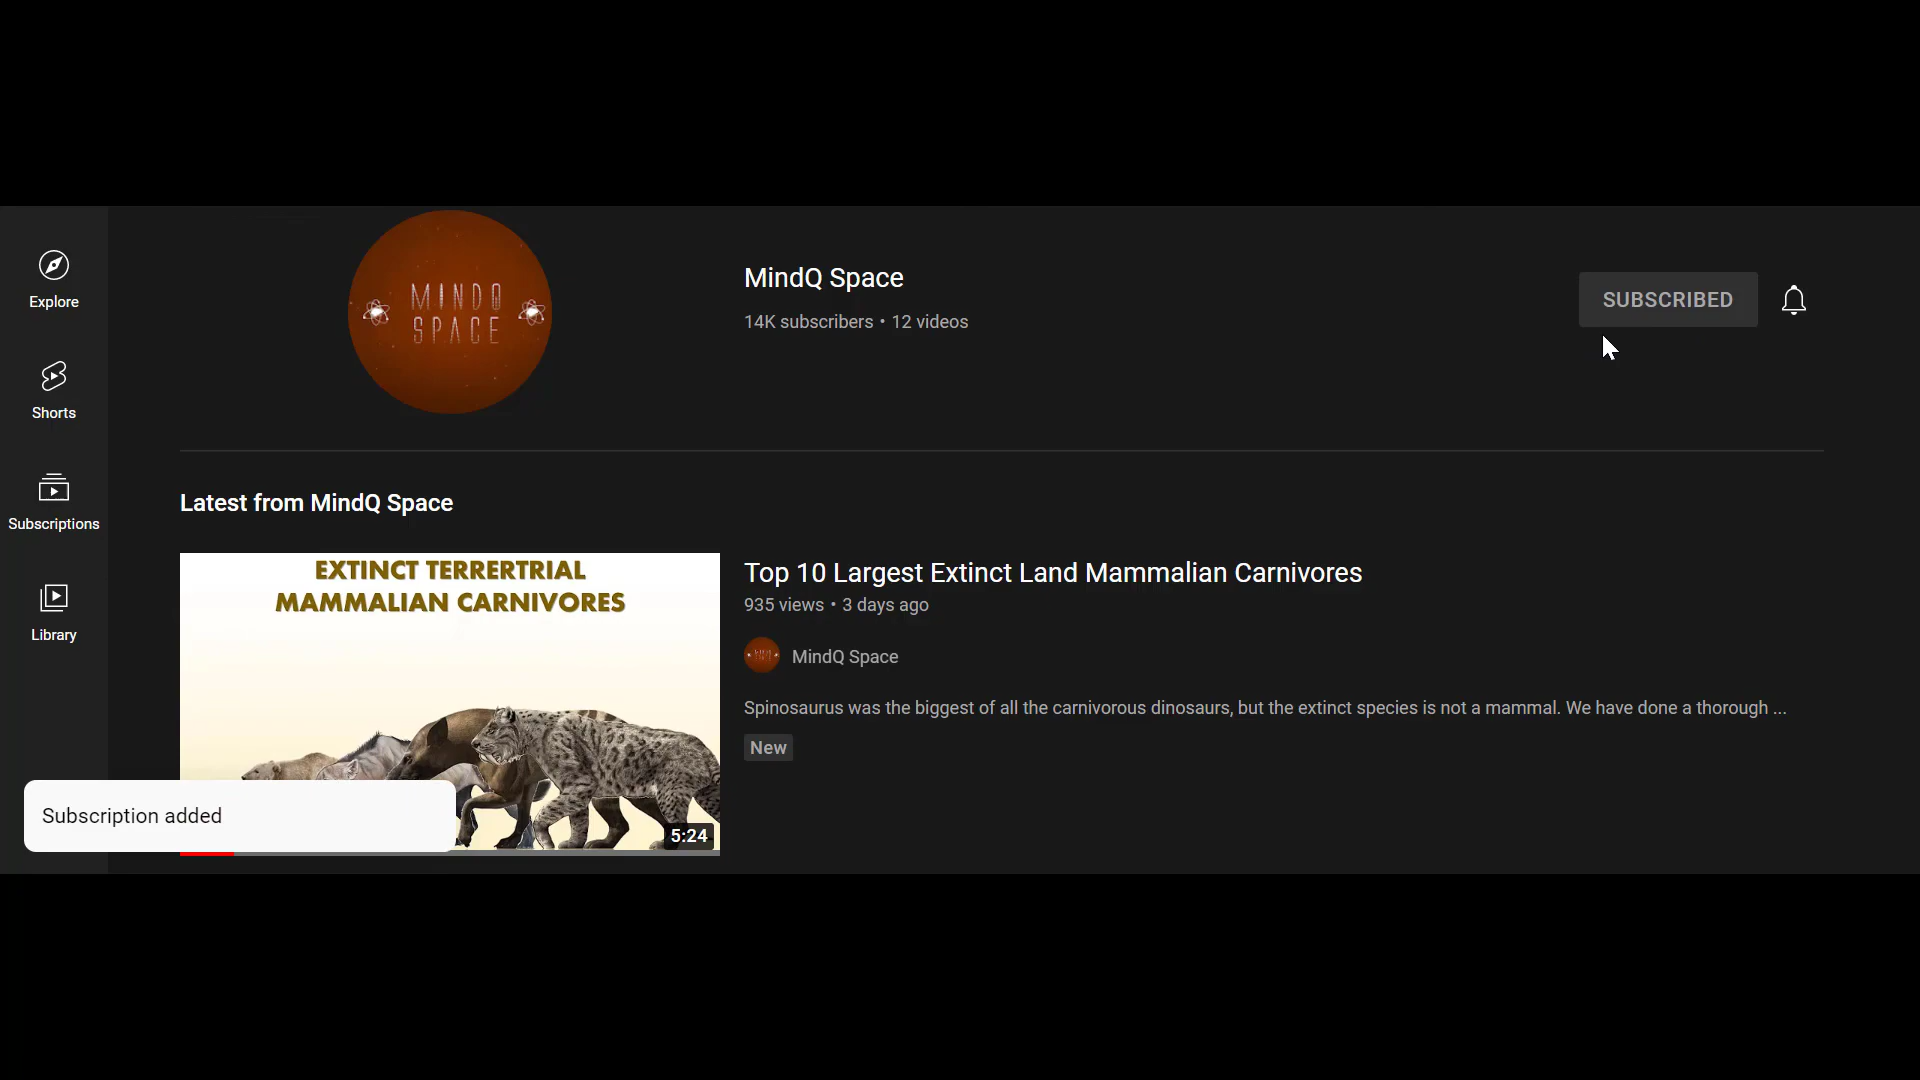 Explore
Shorts
Subscriptions
Library
MINDQ
SPACE
MindQ Space
14K subscribers • 12 videos
SUBSCRIBED
Latest from MindQ Space
EXTINCT TERRERTRIAL
MAMMALIAN CARNIVORES
5:24
Top 10 Largest Extinct Land Mammalian Carnivores
935 views • 3 days ago
MindQ Space
Spinosaurus was the biggest of all the carnivorous dinosaurs, but the extinct species is not a mammal. We have done a thorough ...
New
Subscription added